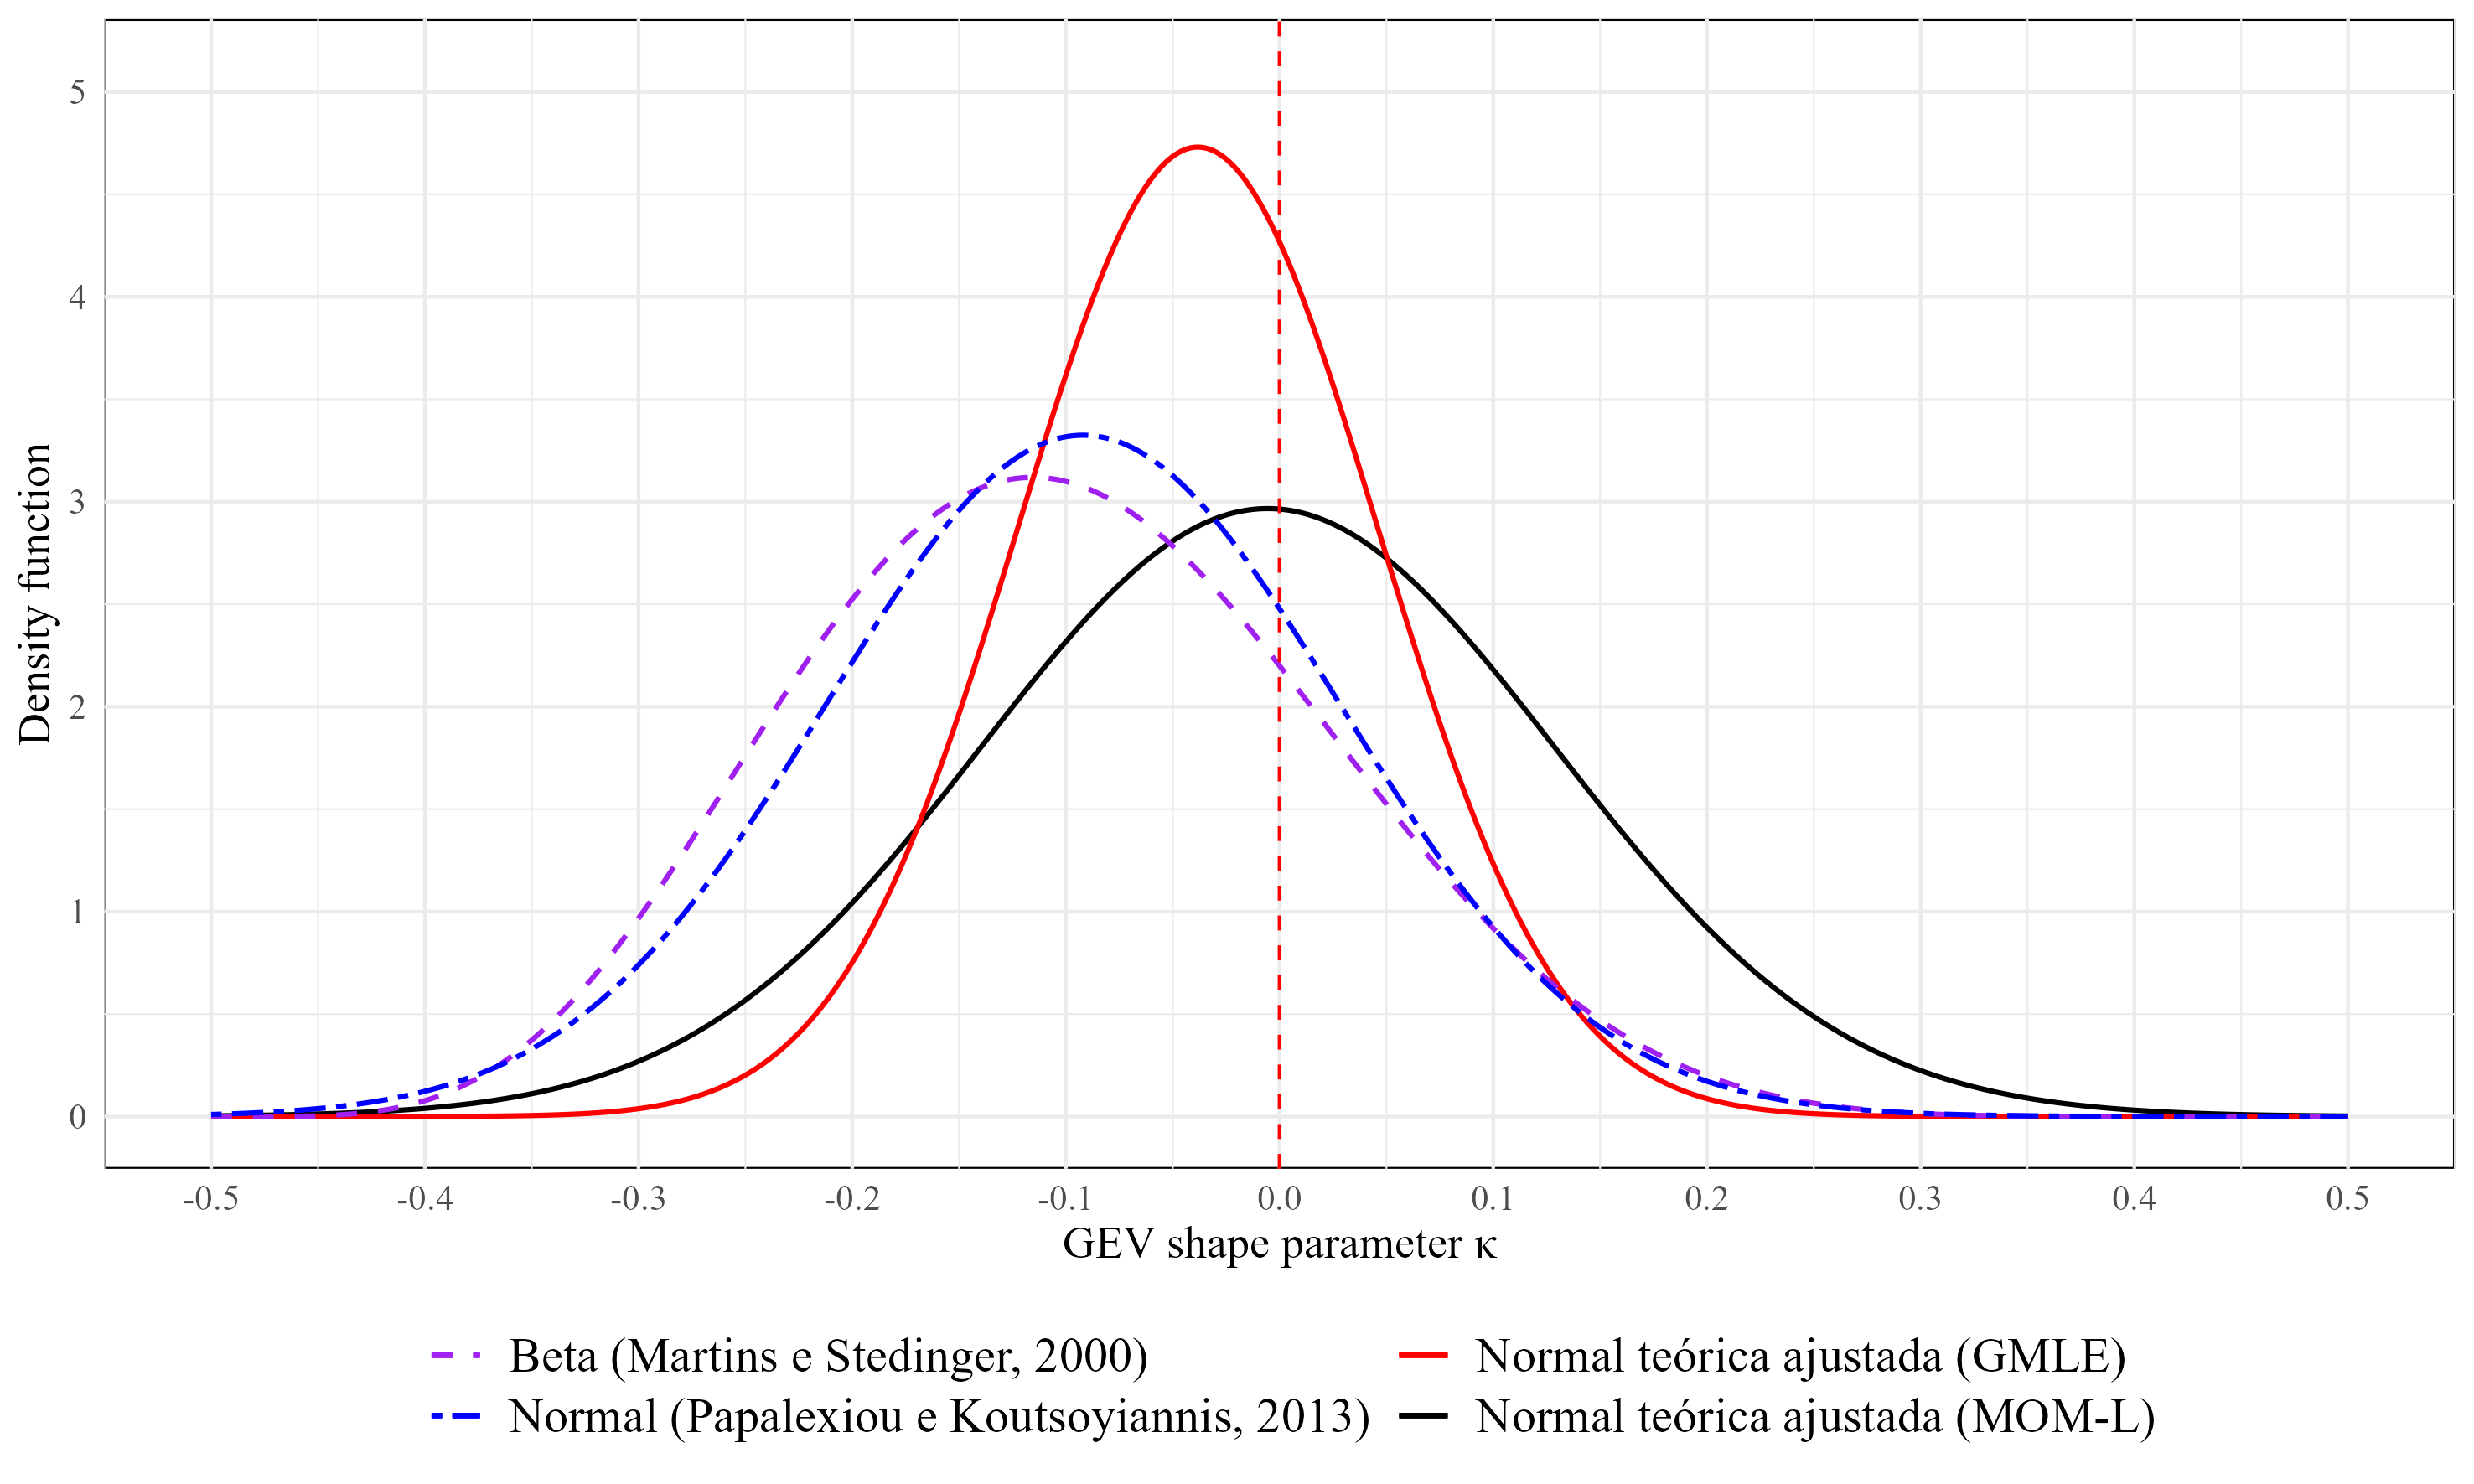 Density function
5
4
3
2
1
0
-0.5 -0.4 -0.3 -0.2 -0.1 0.0 0.1 0.2 0.3 0.4 0.5
GEV shape parameter κ
Beta (Martins e Stedinger, 2000) Normal teórica ajustada (GMLE)
Normal (Papalexiou e Koutsoyiannis, 2013) Normal teórica ajustada (MOM-L)